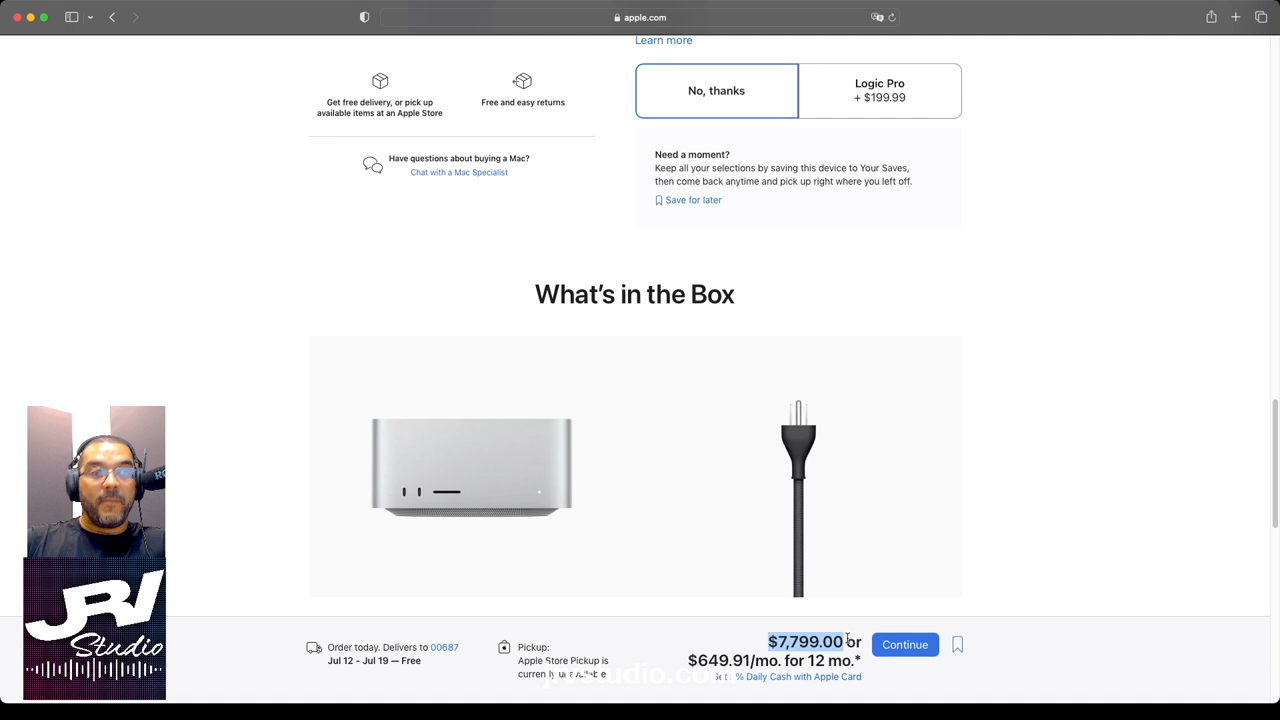 apple.com
Learn more
No, thanks
Logic Pro
+ $199.99
Get free delivery, or pick up
available items at an Apple Store
Free and easy returns
Have questions about buying a Mac?
Chat with a Mac Specialist
Need a moment?
Keep all your selections by saving this device to Your Saves,
then come back anytime and pick up right where you left off.
Save for later
What's in the Box
JRV
Studio
Order today. Delivers to 00687
Jul 12 - Jul 19 — Free
Pickup:
Apple Store Pickup is
currently unavailable
$7,799.00 or
$649.91/mo. for 12 mo.*
% Daily Cash with Apple Card
Continue